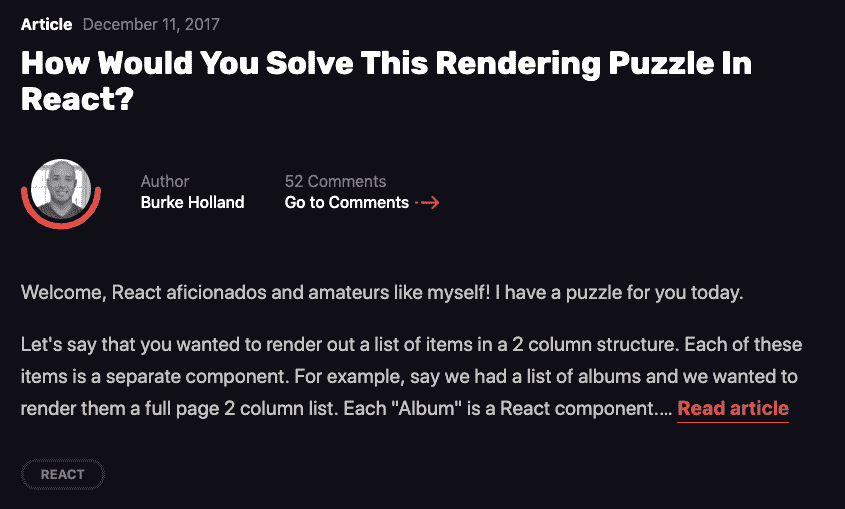 Article December 11, 2017
How Would You Solve This Rendering Puzzle In
React?
Author
Burke Holland
52 Comments
Go to Comments
Welcome, React aficionados and amateurs like myself! I have a puzzle for you today.
Let's say that you wanted to render out a list of items in a 2 column structure. Each of these
items is a separate component. For example, say we had a list of albums and we wanted to
render them a full page 2 column list. Each "Album" is a React component.... Read article
REACT